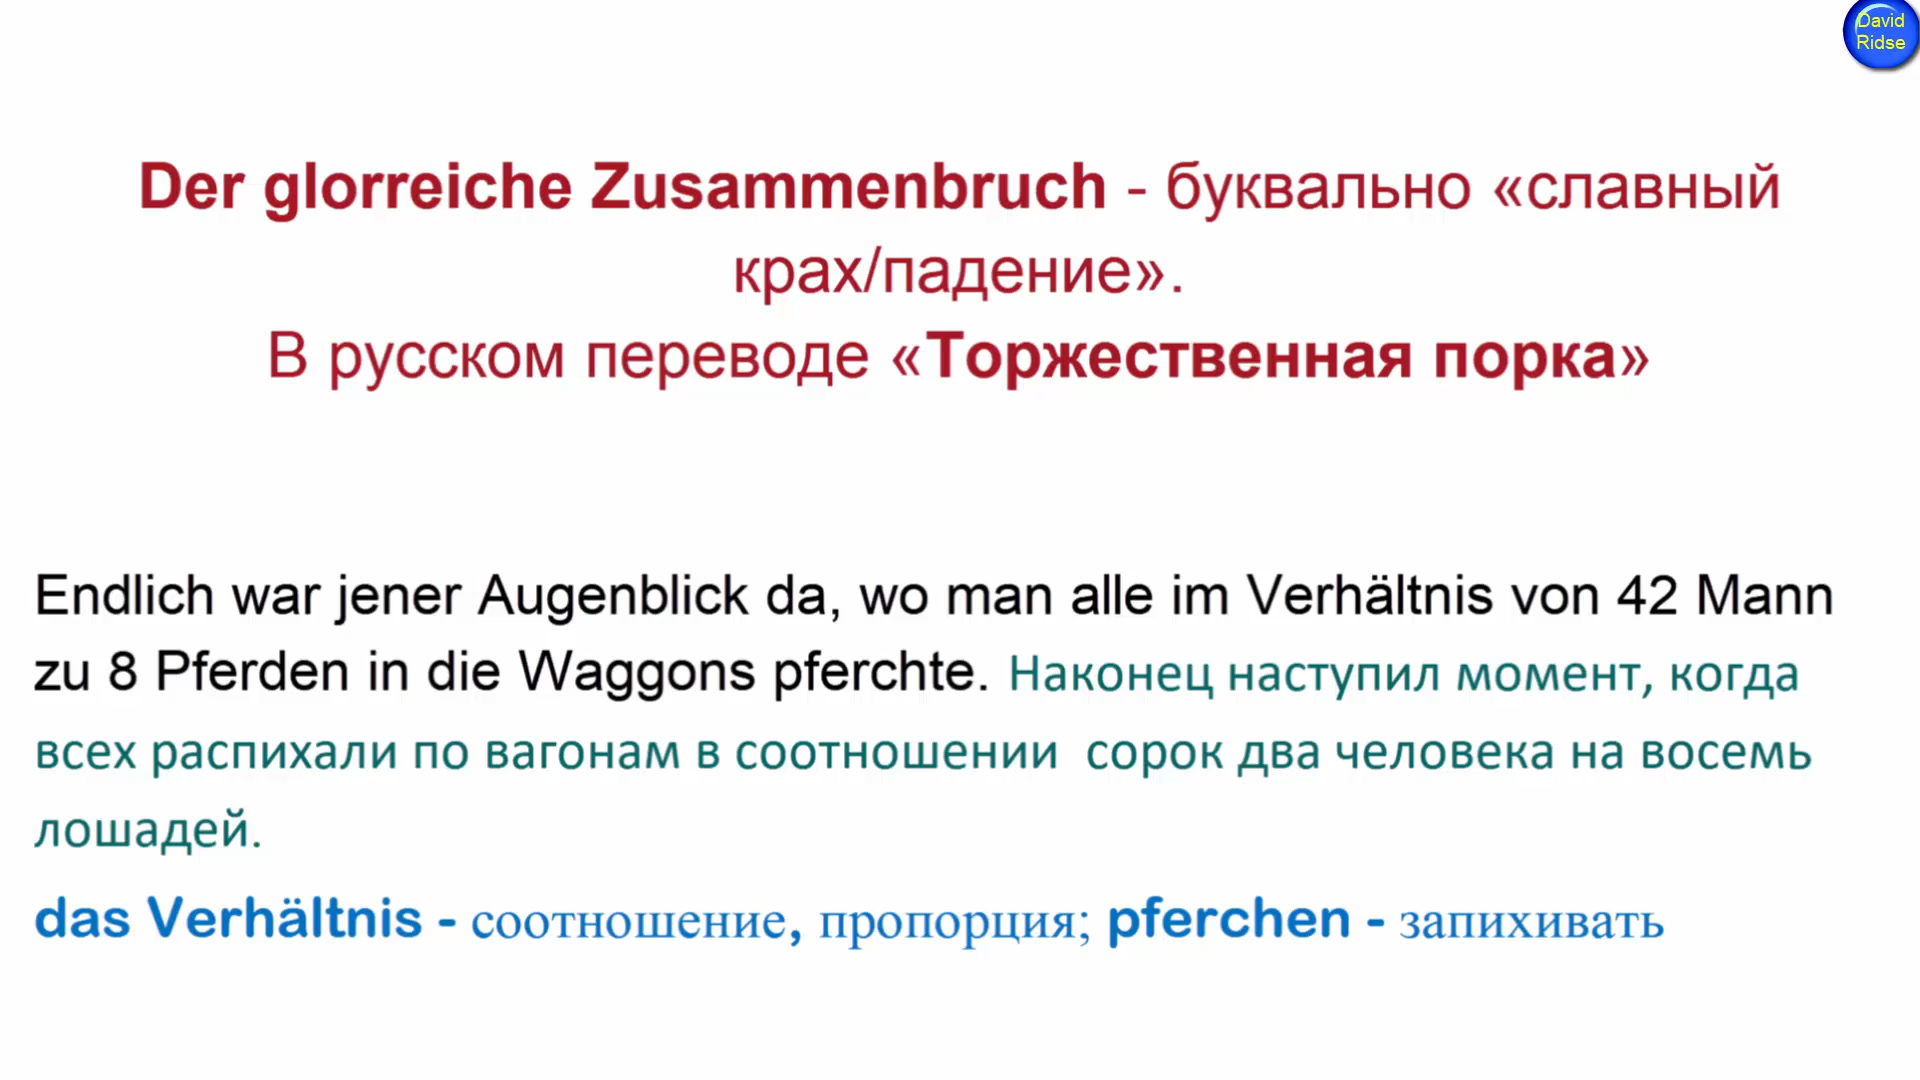 David
Ridse
Der glorreiche Zusammenbruch - буквально «славный
крах/падение».
В русском переводе «Торжественная порка»
Endlich war jener Augenblick da, wo man alle im Verhältnis von 42 Mann
zu 8 Pferden in die Waggons pferchte. Наконец наступил момент, когда
всех распихали по вагонам в соотношении сорок два человека на восемь
лошадей.
das Verhältnis - соотношение, пропорция; pferchen - запихивать